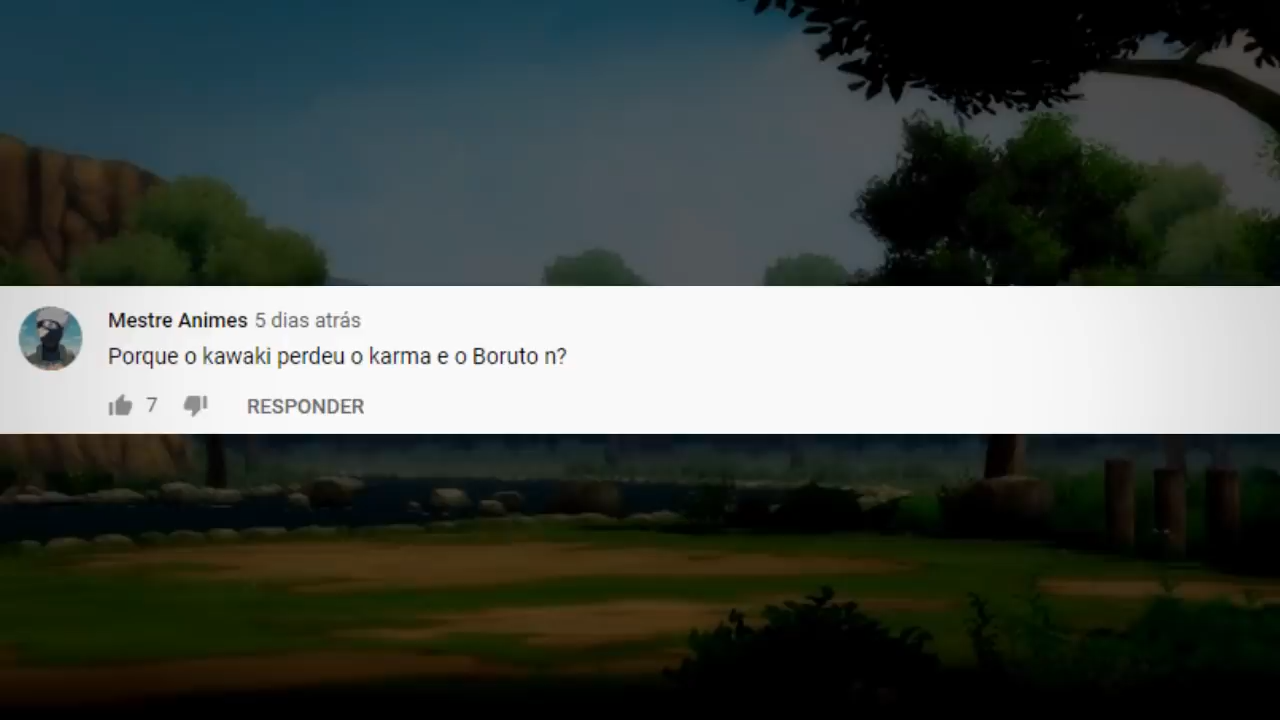 Mestre Animes 5 dias atrás
Porque o kawaki perdeu o karma e o Boruto n?
7 RESPONDER